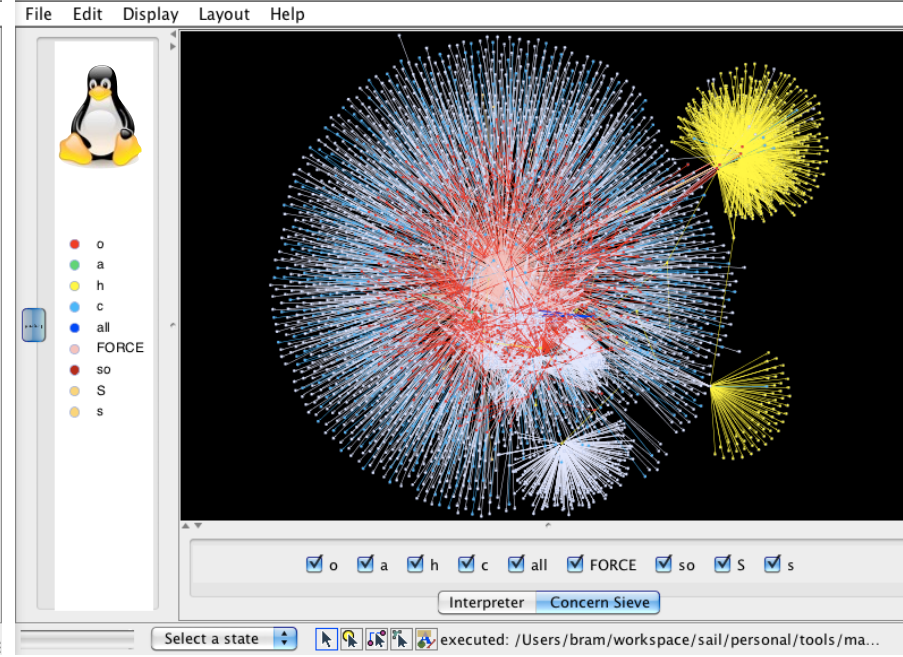 File Edit Display Layout Help
o
a
h
c
all
FORCE
so
S
s
o a h c all FORCE so S s
Interpreter Concern Sieve
Select a state executed: /Users/bram/workspace/sail/personal/tools/ma...